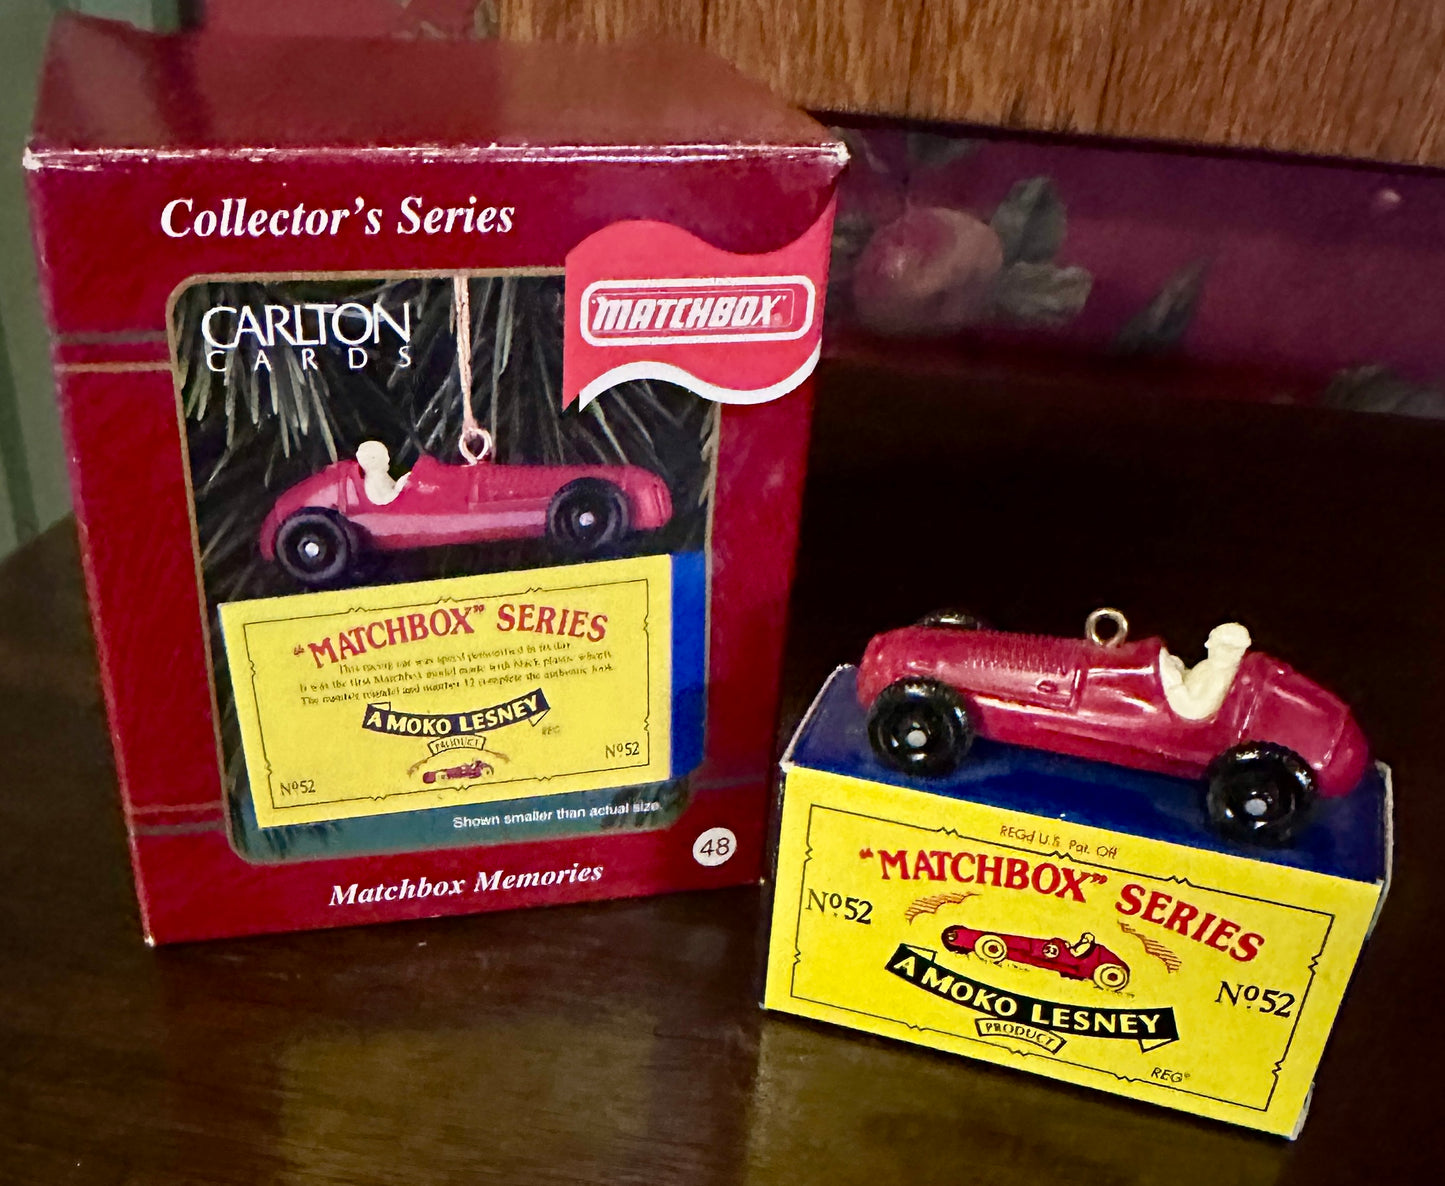 Collector's Series
CARLTON
CARDS
"MATCHBOX"
"MATCHBOX" SERIES
A MOKO LESNEY
PRODUCT
REG
Nº52
Nº52
Shown smaller than actual size.
48
Matchbox Memories
REGd U.S. Pat. Off
"MATCHBOX" SERIES
Nº52
52
A MOKO LESNEY
PRODUCT
Nº52
REG